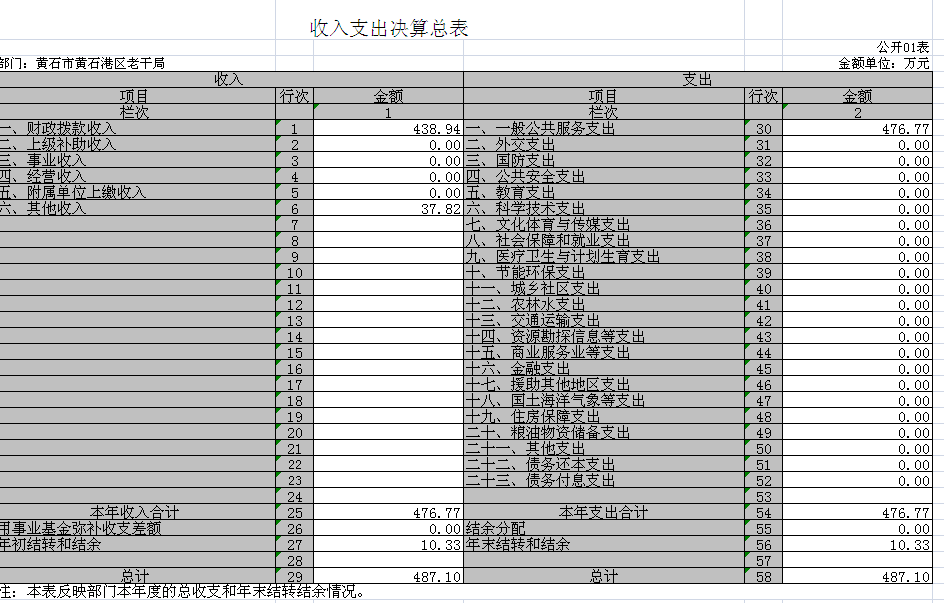 收入支出决算总表
公开01表
部门：黄石市黄石港区老干局 金额单位：万元
收入 支出
项目 行次 金额 项目 行次 金额
栏次 1 栏次 2
一、财政拨款收入 1 438.94 一、一般公共服务支出 30 476.77
二、上级补助收入 2 0.00 二、外交支出 31 0.00
三、事业收入 3 0.00 三、国防支出 32 0.00
四、经营收入 4 0.00 四、公共安全支出 33 0.00
五、附属单位上缴收入 5 0.00 五、教育支出 34 0.00
六、其他收入 6 37.82 六、科学技术支出 35 0.00
7 七、文化体育与传媒支出 36 0.00
8 八、社会保障和就业支出 37 0.00
9 九、医疗卫生与计划生育支出 38 0.00
10 十、节能环保支出 39 0.00
11 十一、城乡社区支出 40 0.00
12 十二、农林水支出 41 0.00
13 十三、交通运输支出 42 0.00
14 十四、资源勘探信息等支出 43 0.00
15 十五、商业服务业等支出 44 0.00
16 十六、金融支出 45 0.00
17 十七、援助其他地区支出 46 0.00
18 十八、国土海洋气象等支出 47 0.00
19 十九、住房保障支出 48 0.00
20 二十、粮油物资储备支出 49 0.00
21 二十一、其他支出 50 0.00
22 二十二、债务还本支出 51 0.00
23 二十三、债务付息支出 52 0.00
24 53
本年收入合计 25 476.77 本年支出合计 54 476.77
用事业基金弥补收支差额 26 0.00 结余分配 55 0.00
年初结转和结余 27 10.33 年末结转和结余 56 10.33
28 57
总计 29 487.10 总计 58 487.10
注：本表反映部门本年度的总收支和年末结转结余情况。